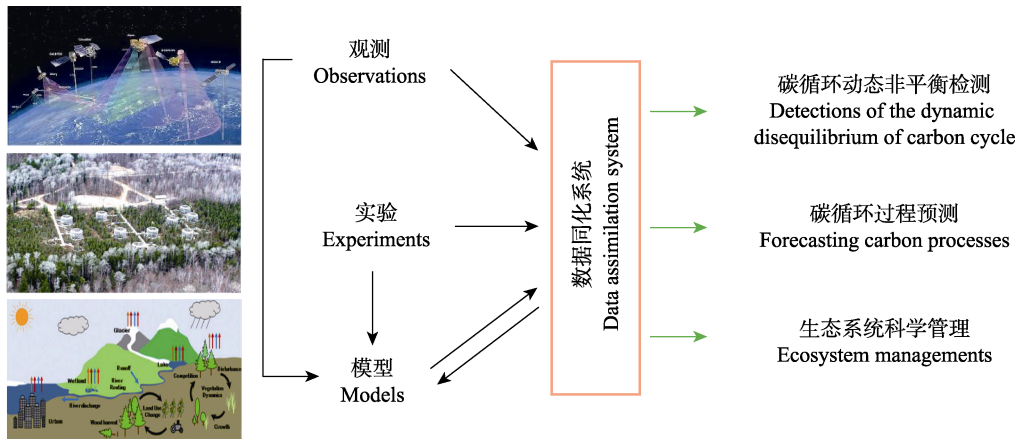 观测
Observations
实验
Experiments
模型
Models
数据同化系统
Data assimilation system
碳循环动态非平衡检测
Detections of the dynamic
disequilibrium of carbon cycle
碳循环过程预测
Forecasting carbon processes
生态系统科学管理
Ecosystem managements
Glacier
Lake
Runoff
River
Routing
Wetland
River discharge
Urban
Competition
Disturbance
Vegetation
Dynamics
Growth
Land Use
Change
Wood harvest